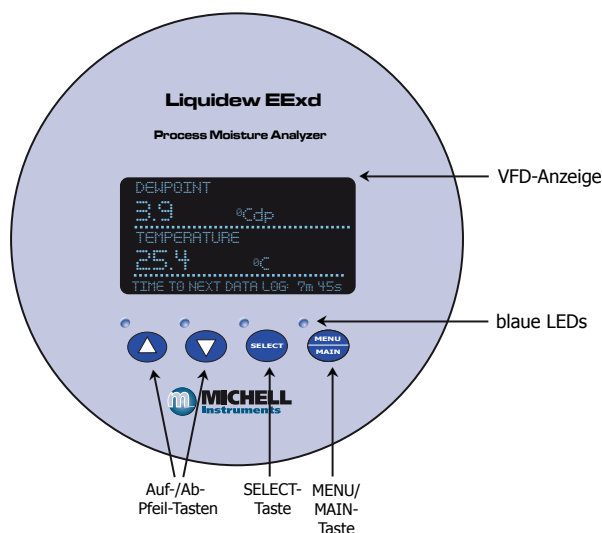 Liquidew EExd
Process Moisture Analyzer
VFD-Anzeige
DEWPOINT
3.9 °Cdp
TEMPERATURE
25.4 °C
TIME TO NEXT DATA LOG: 7m 45s
blaue LEDs
SELECT
MENU
MAIN
m
MICHELL
Instruments
Auf-/Ab-
Pfeil-Tasten
SELECT-
Taste
MENU/
MAIN-
Taste